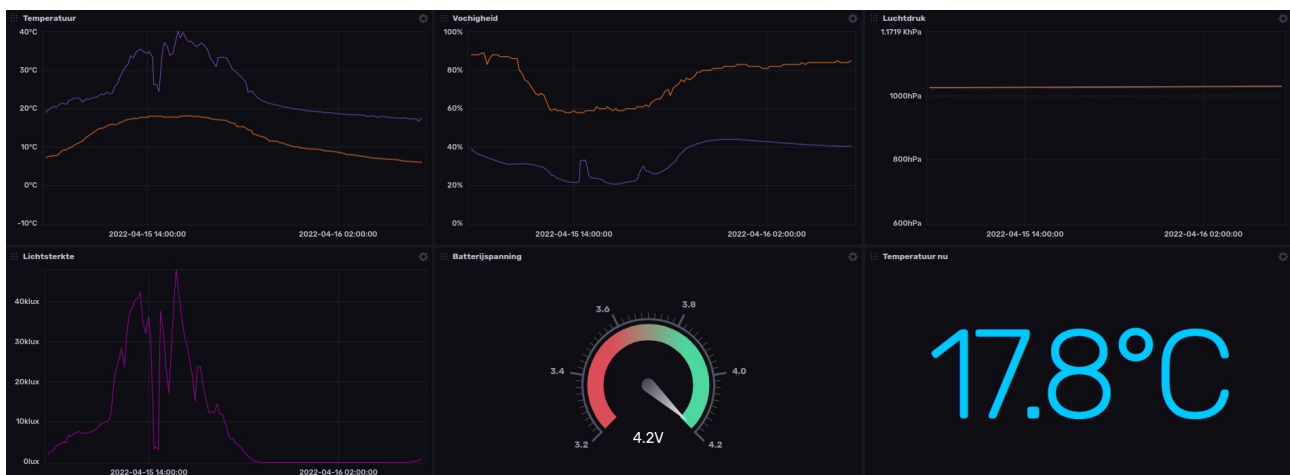 Temperatuur
40°C
30°C
20°C
10°C
0°C
-10°C
2022-04-15 14:00:00
2022-04-16 02:00:00
Vochigheid
100%
80%
60%
40%
20%
0%
2022-04-15 14:00:00
2022-04-16 02:00:00
Luchtdruk
1.1719 KhPa
1000hPa
800hPa
600hPa
2022-04-15 14:00:00
2022-04-16 02:00:00
Lichtsterkte
40klux
30klux
20klux
10klux
0lux
2022-04-15 14:00:00
2022-04-16 02:00:00
Batterijspanning
3.2
3.4
3.6
3.8
4.0
4.2
4.2V
Temperatuur nu
17.8°C